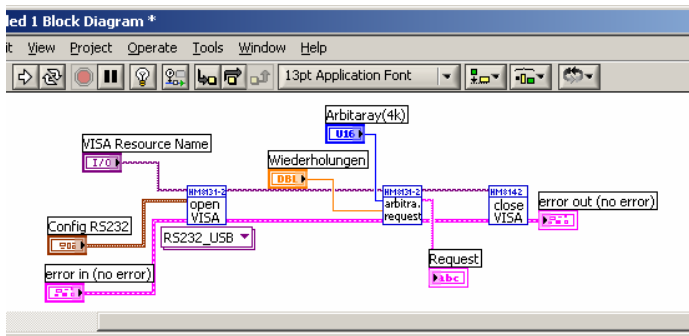 led 1 Block Diagram *
it View Project Operate Tools Window Help
13pt Application Font
Arbitaray(4k)
U16
VISA Resource Name
I/O
Wiederholungen
DBL
HM8131-2
open
VISA
HM8131-2
arbitra.
request
HM8142
close
VISA
error out (no error)
Config RS232
RS232_USB
error in (no error)
Request
abc